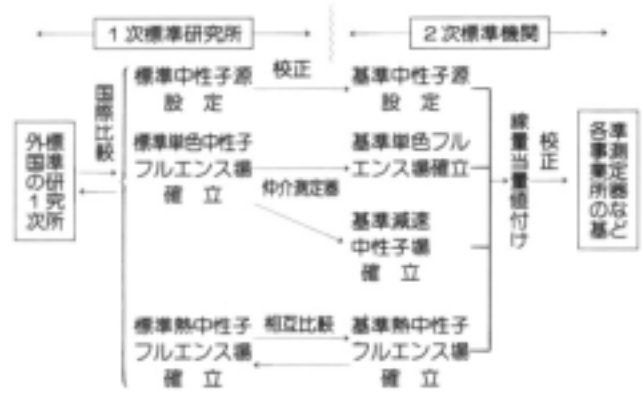 1次標準研究所
2次標準機関
外国の1次
標準研究所
国際比較
標準中性子源
設定
校正
基準中性子源
設定
標準単色中性子
フルエンス場
確立
仲介測定器
基準単色フル
エンス場確立
基準減速
中性子場
確立
標準熱中性子
フルエンス場
確立
相互比較
基準熱中性子
フルエンス場
確立
線量当量値付け
校正
各事業所の基
準測定器など